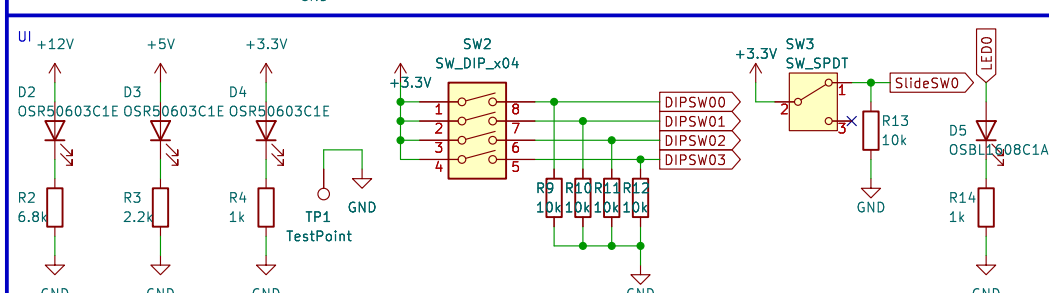 GND
UI
+12V
+5V
+3.3V
D2
OSR50603C1E
D3
OSR50603C1E
D4
OSR50603C1E
R2
6.8k
R3
2.2k
R4
1k
GND
GND
GND
TP1
TestPoint
GND
SW2
SW_DIP_x04
+3.3V
1
2
3
4
8
7
6
5
DIPSW00
DIPSW01
DIPSW02
DIPSW03
R9
10k
R10
10k
R11
10k
R12
10k
GND
+3.3V
SW3
SW_SPDT
2
1
3
SlideSW0
R13
10k
GND
LED0
D5
OSBL1608C1A
R14
1k
GND